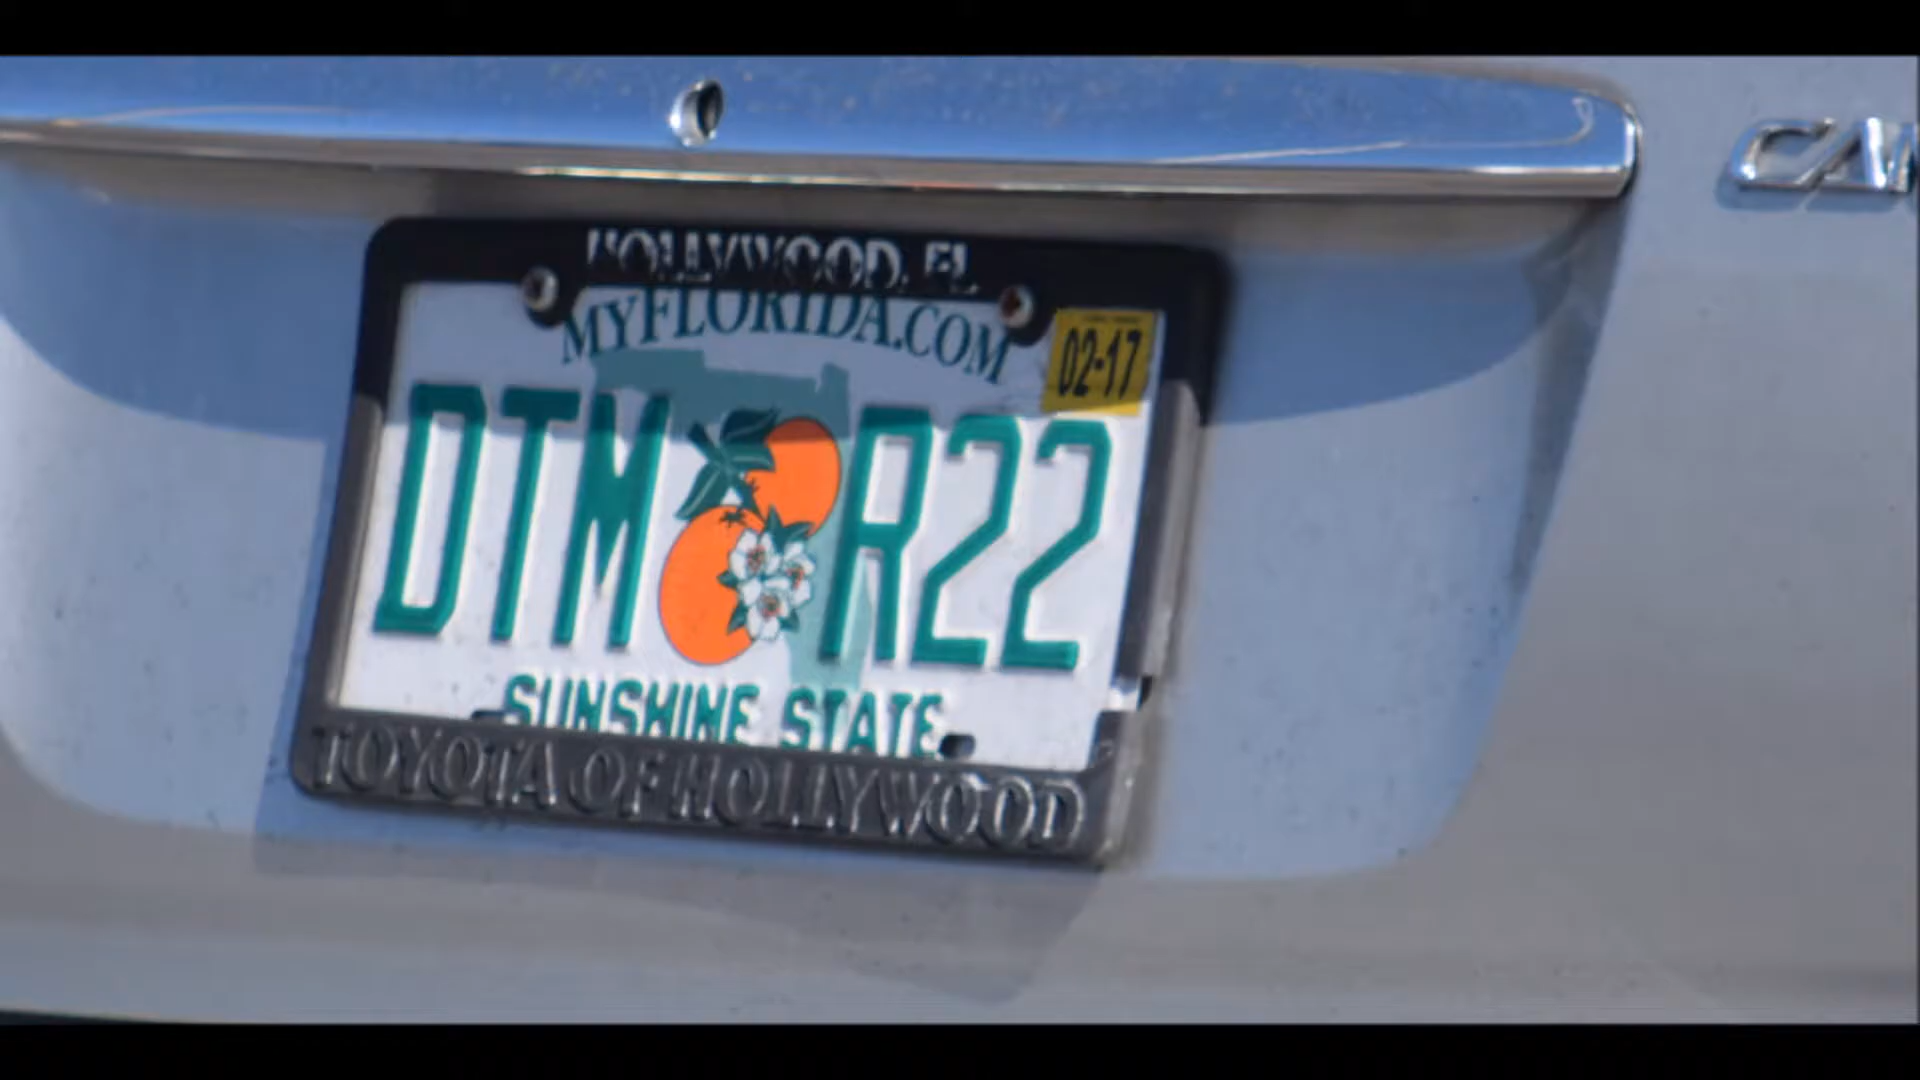 HOLLYWOOD, FL
MYFLORIDA.COM
02-17
DTM R22
SUNSHINE STATE
TOYOTA OF HOLLYWOOD